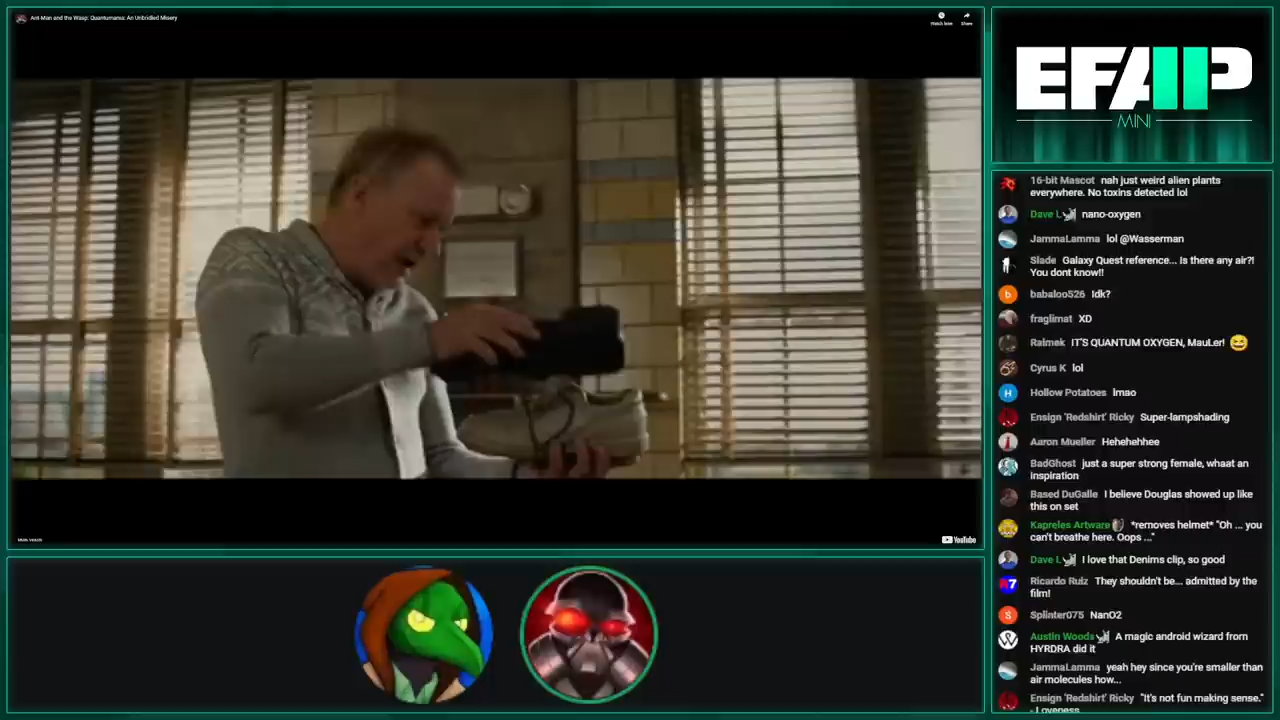 Ant-Man and the Wasp: Quantumania: An Unbridled Misery
Watch later
Share
EFAP
MINI
16-bit Mascot nah just weird alien plants
everywhere. No toxins detected lol
Dave L nano-oxygen
JammaLamma lol @Wasserman
Slade Galaxy Quest reference... Is there any air?!
You dont know!!
babaloo526 Idk?
fraglimat XD
Ralmek IT'S QUANTUM OXYGEN, MauLer! 😆
Cyrus K lol
Hollow Potatoes lmao
Ensign 'Redshirt' Ricky Super-lampshading
Aaron Mueller Hehehehhee
BadGhost just a super strong female, whaat an
inspiration
Based DuGalle I believe Douglas showed up like
this on set
Kapreles Artware *removes helmet* "Oh ... you
can't breathe here. Oops ..."
Dave L I love that Denims clip, so good
Ricardo Ruiz They shouldn't be... admitted by the
film!
Splinter075 NanO2
Austin Woods A magic android wizard from
HYRDRA did it
JammaLamma yeah hey since you're smaller than
air molecules how...
Ensign 'Redshirt' Ricky "It's not fun making sense."
- Loveness
MORE VIDEOS
YouTube